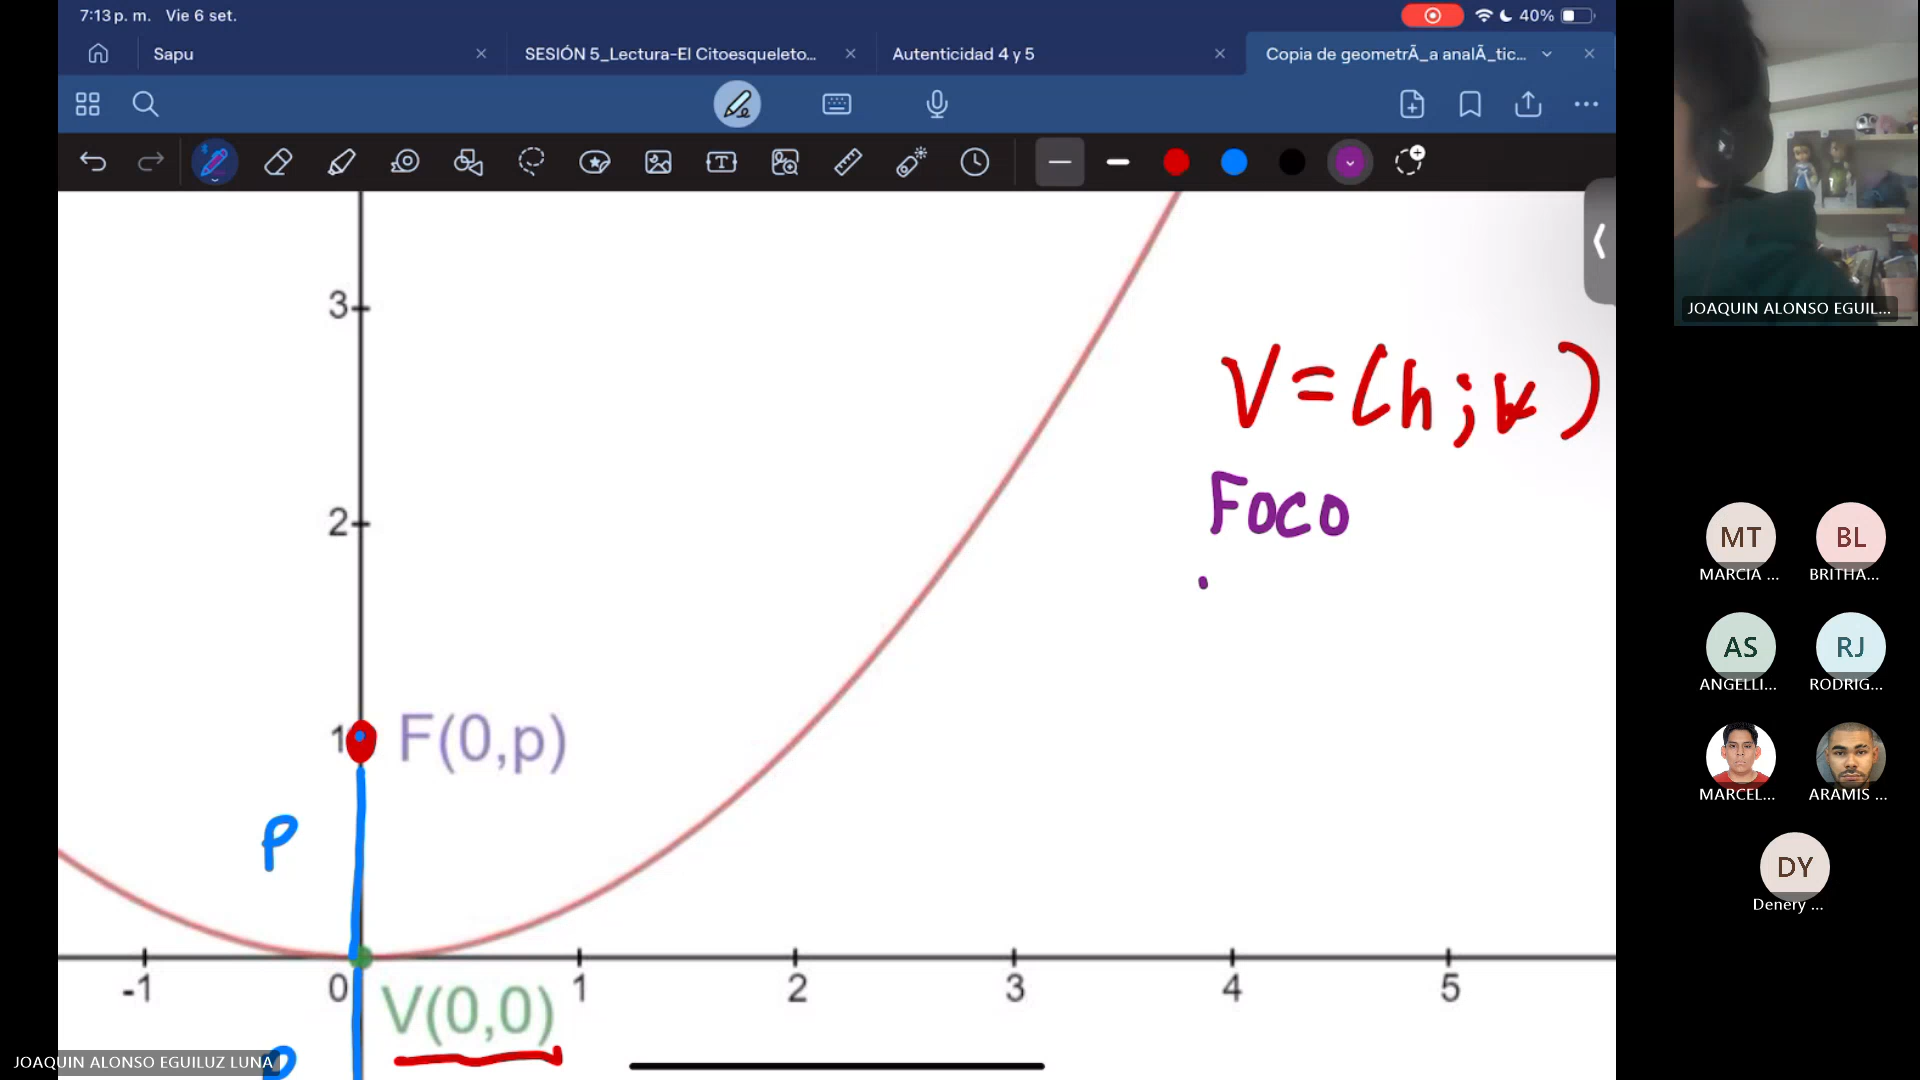 7:13 p. m. Vie 6 set.
40%
Sapu
SESIÓN 5_Lectura-El Citoesqueleto...
Autenticidad 4 y 5
Copia de geometrÃ_a analÃ_tic...
3
2
1
F(0,p)
P
-1 0 1 2 3 4 5
V(0,0)
V=(h;k)
Foco
JOAQUIN ALONSO EGUILUZ LUNA
JOAQUIN ALONSO EGUIL...
MT BL
MARCIA ... BRITHA...
AS RJ
ANGELLI... RODRIG...
MARCEL... ARAMIS ...
DY
Denery ...